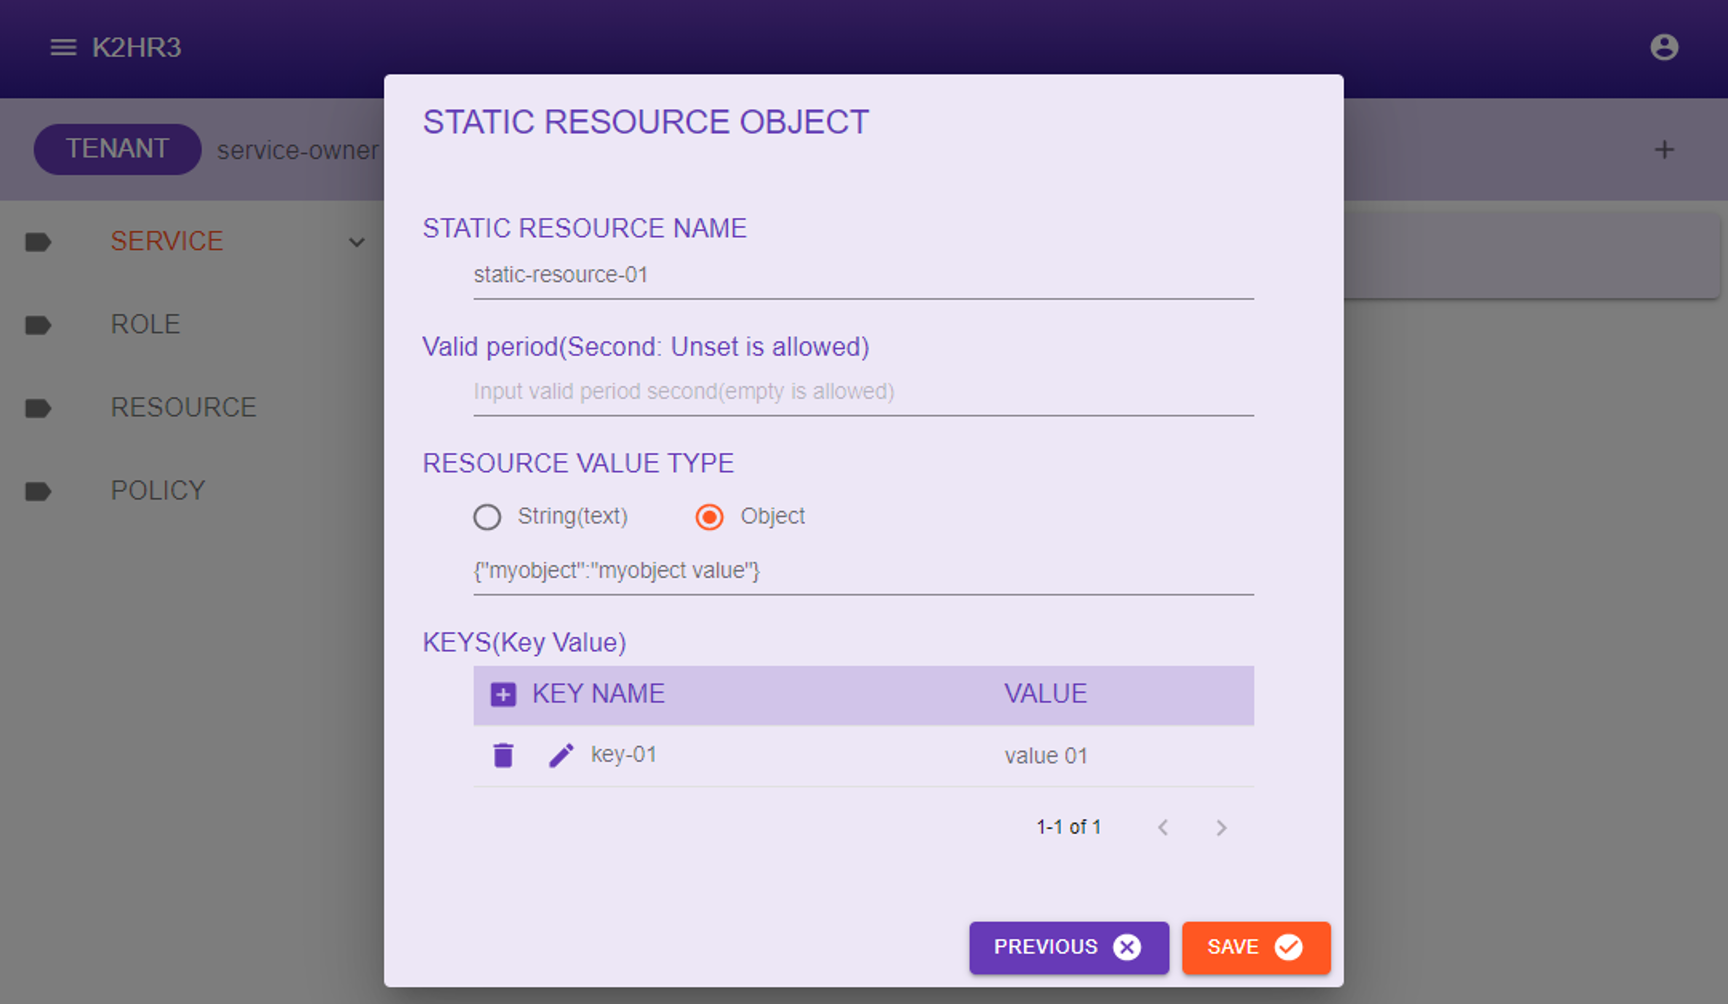 K2HR3
TENANT service-owner
SERVICE
ROLE
RESOURCE
POLICY
STATIC RESOURCE OBJECT
STATIC RESOURCE NAME
static-resource-01
Valid period(Second: Unset is allowed)
Input valid period second(empty is allowed)
RESOURCE VALUE TYPE
String(text) Object
{"myobject":"myobject value"}
KEYS(Key Value)
KEY NAME VALUE
key-01 value 01
1-1 of 1
PREVIOUS SAVE